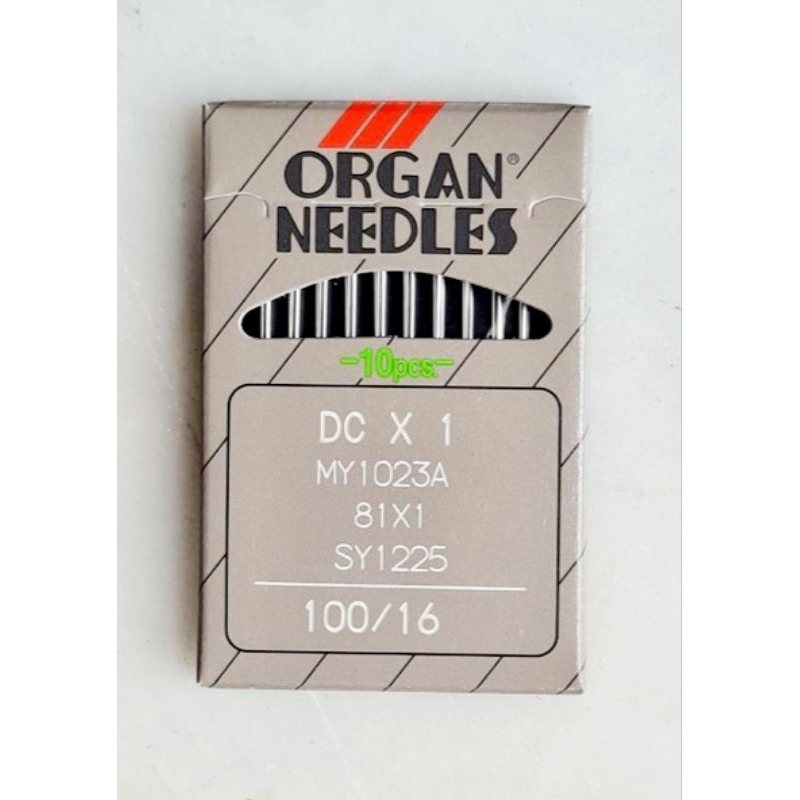 ORGAN®
NEEDLES
-10pcs.-
DC X 1
MY1023A
81X1
SY1225
100/16